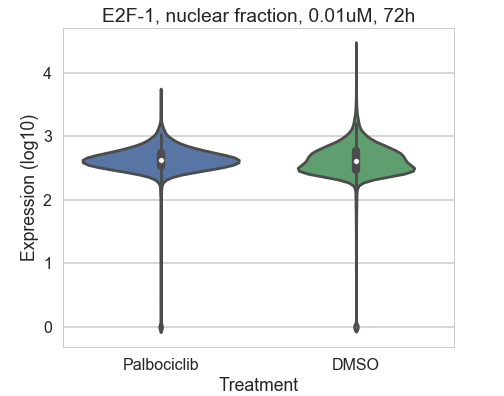 E2F-1, nuclear fraction, 0.01uM, 72h
Expression (log10)
4
3
2
1
0
Palbociclib DMSO
Treatment